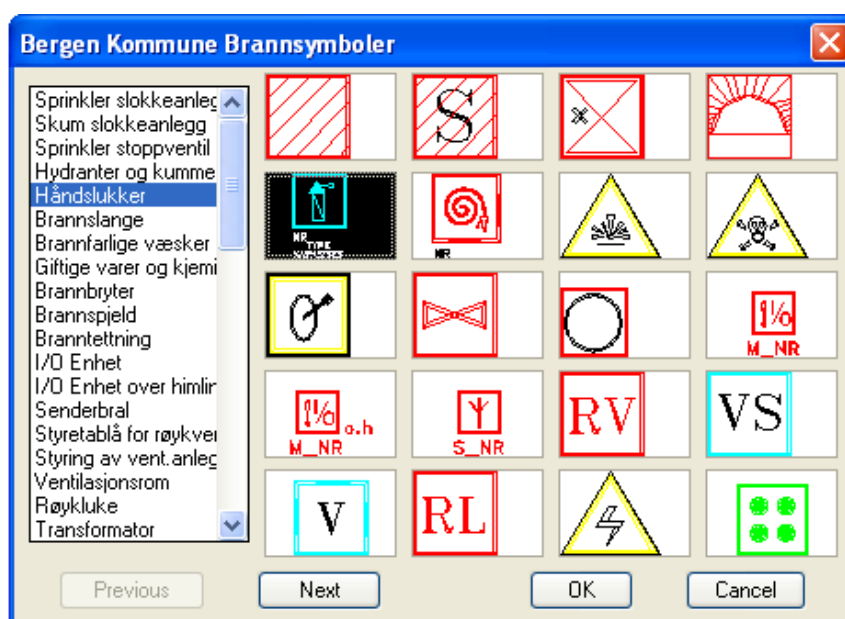 Bergen Kommune Brannsymboler
Sprinkler slokkeanleg
Skum slokkeanlegg
Sprinkler stoppventil
Hydranter og kumme
Håndslukker
Brannslange
Brannfarlige væsker
Giftige varer og kjemi
Brannbryter
Brannspjeld
Branntettning
I/O Enhet
I/O Enhet over himlin
Senderbral
Styretablå for røykver
Styring av vent.anleg
Ventilasjonsrom
Røykluke
Transformator
S
NR
TYPE
NR
I/O
M_NR
I/O o.h
M_NR
S_NR
RV
VS
V
RL
Previous
Next
OK
Cancel